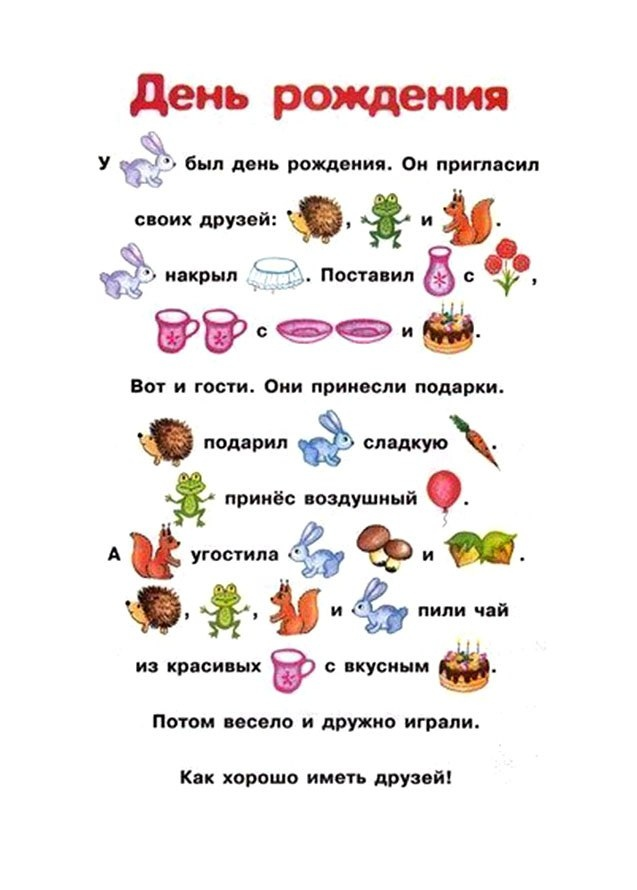 День рождения
У был день рождения. Он пригласил
своих друзей: , и .
накрыл . Поставил с ,
с и .
Вот и гости. Они принесли подарки.
подарил сладкую .
принёс воздушный .
А угостила и .
, , и пили чай
из красивых с вкусным .
Потом весело и дружно играли.
Как хорошо иметь друзей!